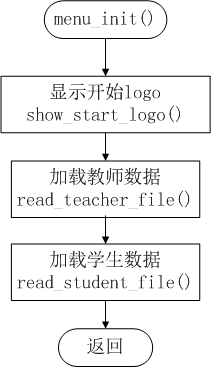 menu_init()
显示开始logo
show_start_logo()
加载教师数据
read_teacher_file()
加载学生数据
read_student_file()
返回